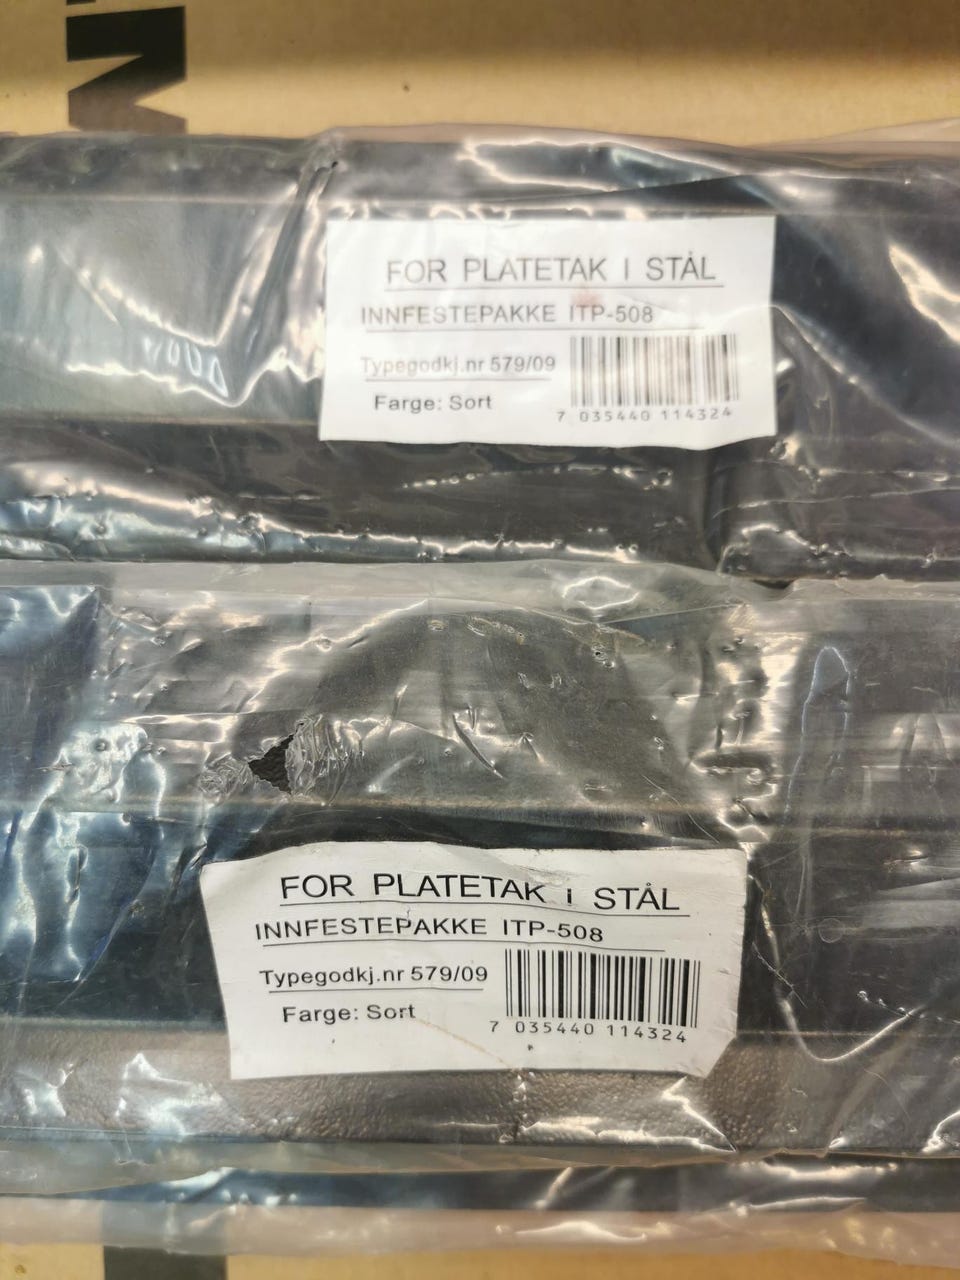 FOR PLATETAK I STÅL
INNFESTEPAKKE ITP-508
Typegodkj.nr 579/09
Farge: Sort
7 035440 114324
FOR PLATETAK i STÅL
INNFESTEPAKKE ITP-508
Typegodkj.nr 579/09
Farge: Sort
7 035440 114324